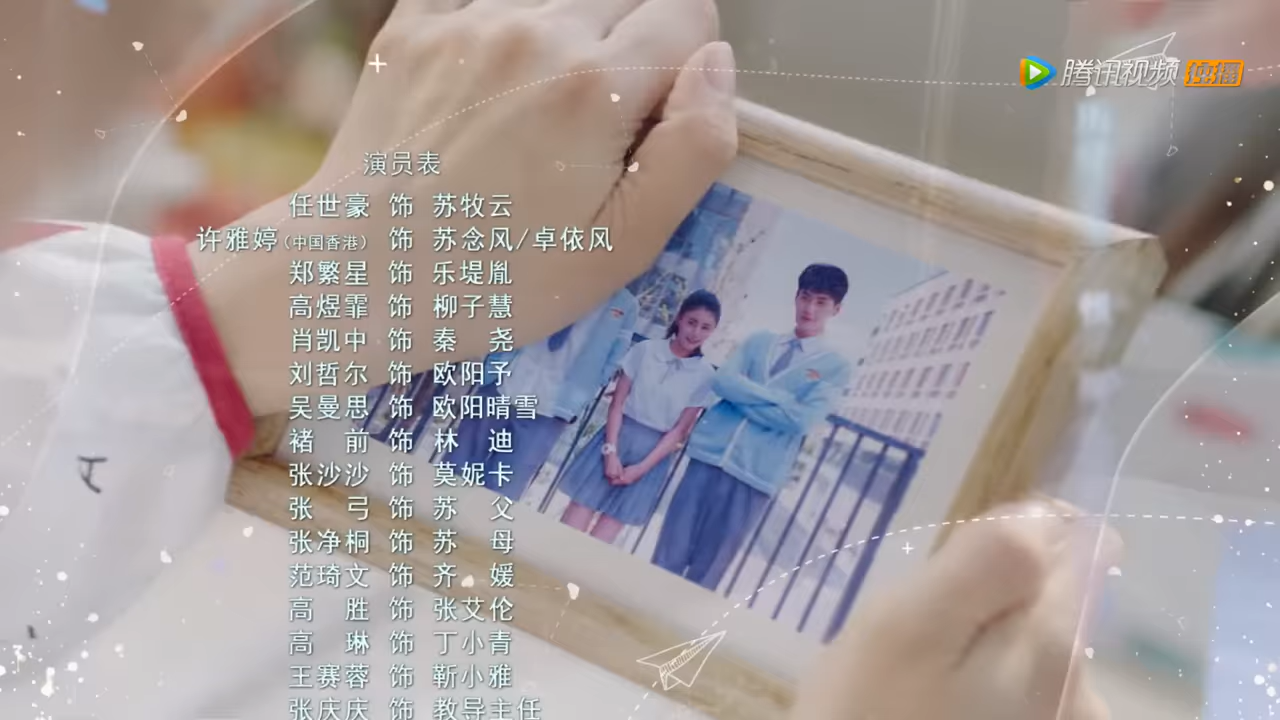 腾讯视频 独播
演员表
任世豪 饰 苏牧云
许雅婷(中国香港) 饰 苏念风/卓依风
郑繁星 饰 乐堤胤
高煜霏 饰 柳子慧
肖凯中 饰 秦 尧
刘哲尔 饰 欧阳予
吴曼思 饰 欧阳晴雪
褚 前 饰 林 迪
张沙沙 饰 莫妮卡
张 弓 饰 苏 父
张净桐 饰 苏 母
范琦文 饰 齐 媛
高 胜 饰 张艾伦
高 琳 饰 丁小青
王赛蓉 饰 靳小雅
张庆庆 饰 教导主任